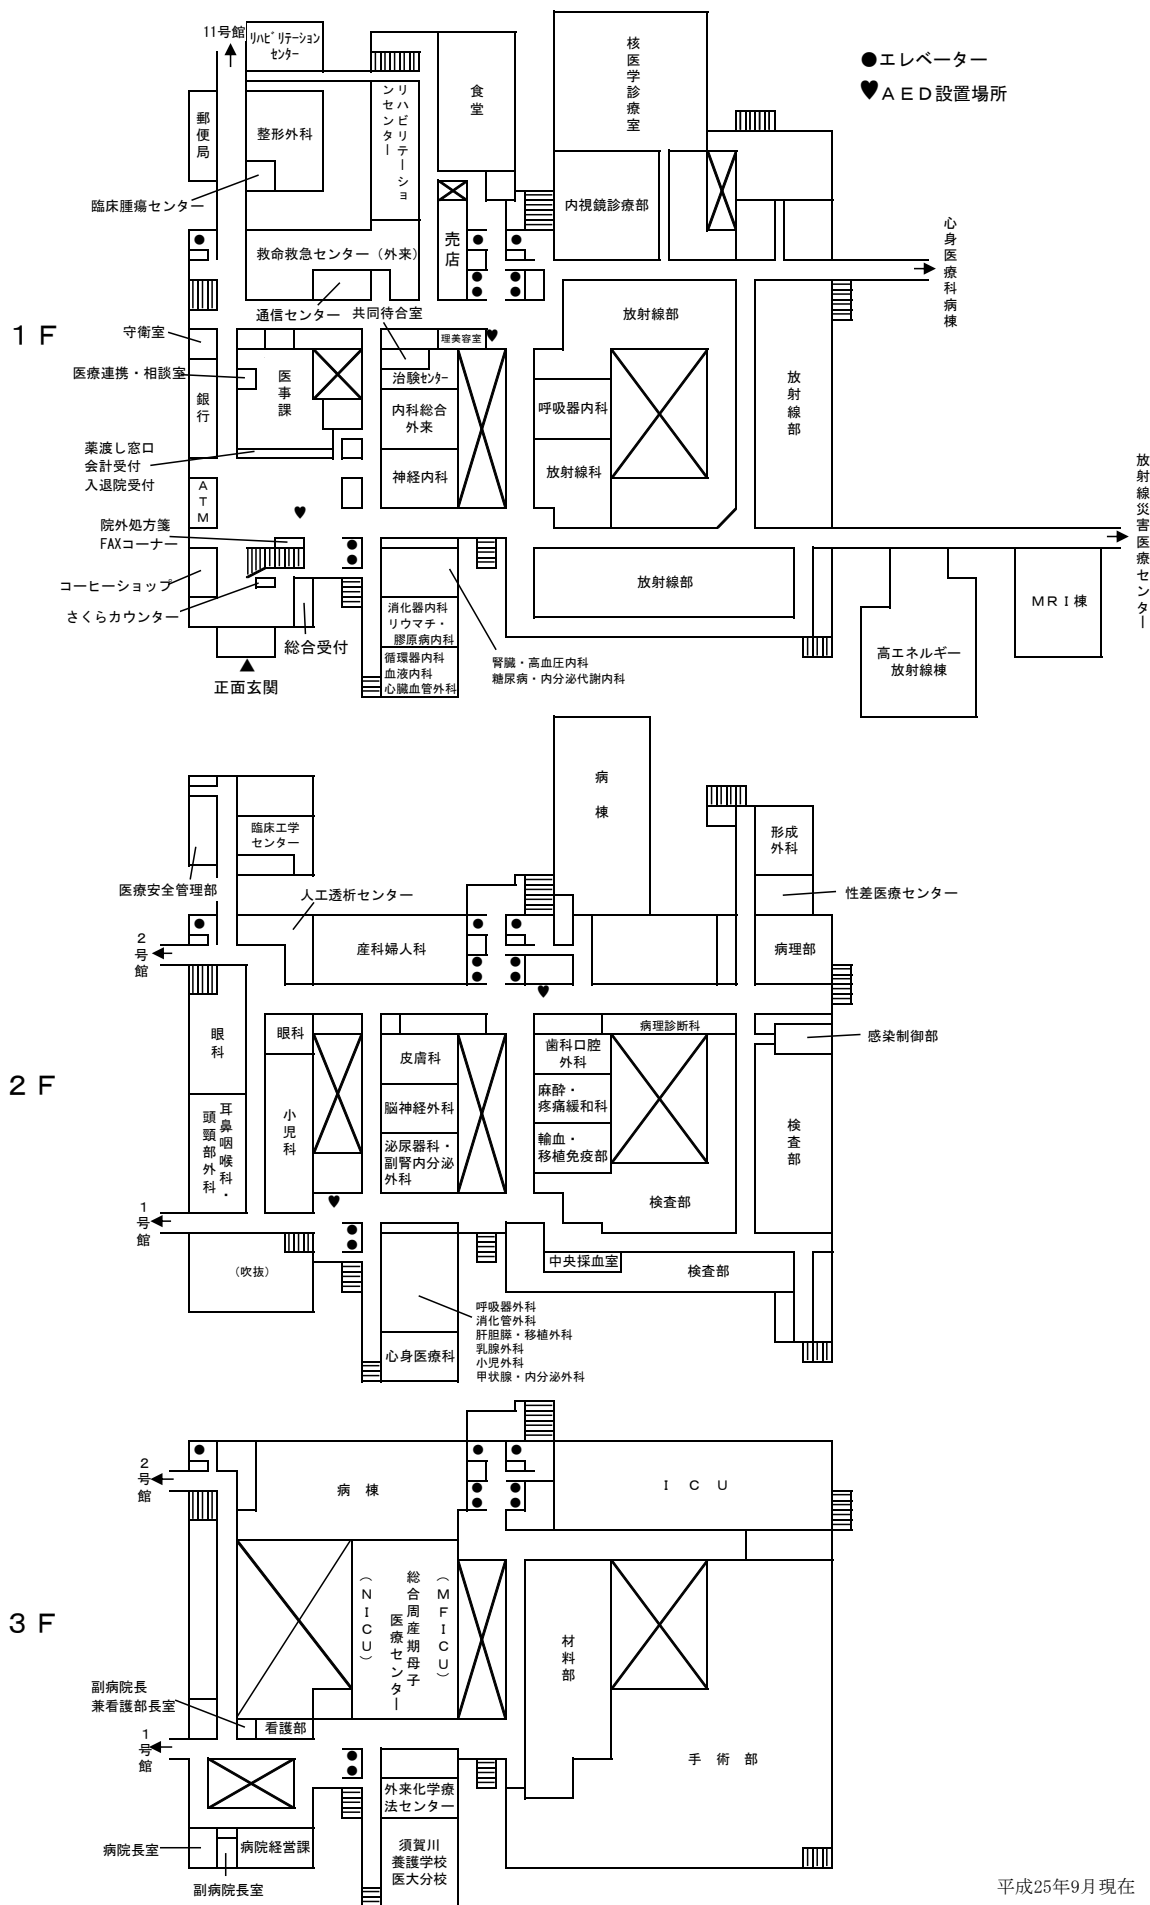 11号館
ﾘﾊﾋﾞﾘﾃｰｼｮﾝ
ｾﾝﾀｰ
●エレベーター
♥ＡＥＤ設置場所
郵便局
整形外科
リハビリテーショ
ンセンター
食堂
核医学診療室
臨床腫瘍センター
内視鏡診療部
救命救急センター（外来）
売店
心身医療科病棟
通信センター
共同待合室
１Ｆ
守衛室
理美容室
放射線部
医療連携・相談室
医事課
治験ｾﾝﾀｰ
銀行
内科総合
外来
呼吸器内科
放射線部
薬渡し窓口
会計受付
入退院受付
神経内科
放射線科
ＡＴＭ
放射線災害医療センター
院外処方箋
FAXコーナー
コーヒーショップ
さくらカウンター
消化器内科
リウマチ・
膠原病内科
放射線部
ＭＲＩ棟
総合受付
循環器内科
血液内科
心臓血管外科
腎臓・高血圧内科
糖尿病・内分泌代謝内科
高エネルギー
放射線棟
正面玄関
病棟
臨床工学
センター
形成
外科
医療安全管理部
人工透析センター
性差医療センター
２号館
産科婦人科
病理部
眼科
眼科
病理診断科
感染制御部
皮膚科
歯科口腔
外科
２Ｆ
麻酔・
疼痛緩和科
脳神経外科
耳鼻咽喉科・
頭頸部外科
小児科
泌尿器科・
副腎内分泌
外科
輸血・
移植免疫部
検査部
１号館
検査部
（吹抜）
中央採血室
検査部
呼吸器外科
消化管外科
肝胆膵・移植外科
乳腺外科
小児外科
甲状腺・内分泌外科
心身医療科
２号館
病棟
ＩＣＵ
３Ｆ
（ＭＦＩＣＵ）
総合周産期母子
医療センター
（ＮＩＣＵ）
材料部
副病院長
兼看護部長室
看護部
１号館
手術部
外来化学療
法センター
病院長室
病院経営課
須賀川
養護学校
医大分校
副病院長室
平成25年9月現在